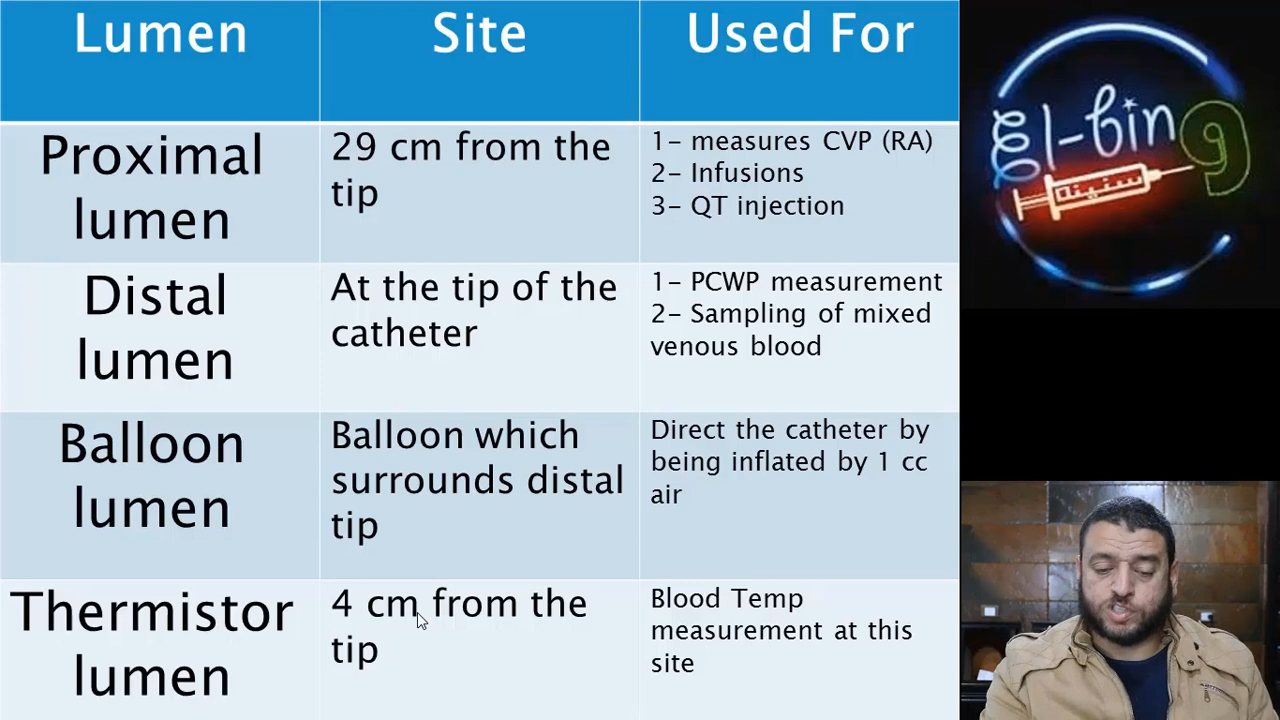 Lumen
Site
Used For
Proximal
lumen
29 cm from the
tip
1- measures CVP (RA)
2- Infusions
3- QT injection
Distal
lumen
At the tip of the
catheter
1- PCWP measurement
2- Sampling of mixed
venous blood
Balloon
lumen
Balloon which
surrounds distal
tip
Direct the catheter by
being inflated by 1 cc
air
Thermistor
lumen
4 cm from the
tip
Blood Temp
measurement at this
site
El-bing
سنينه